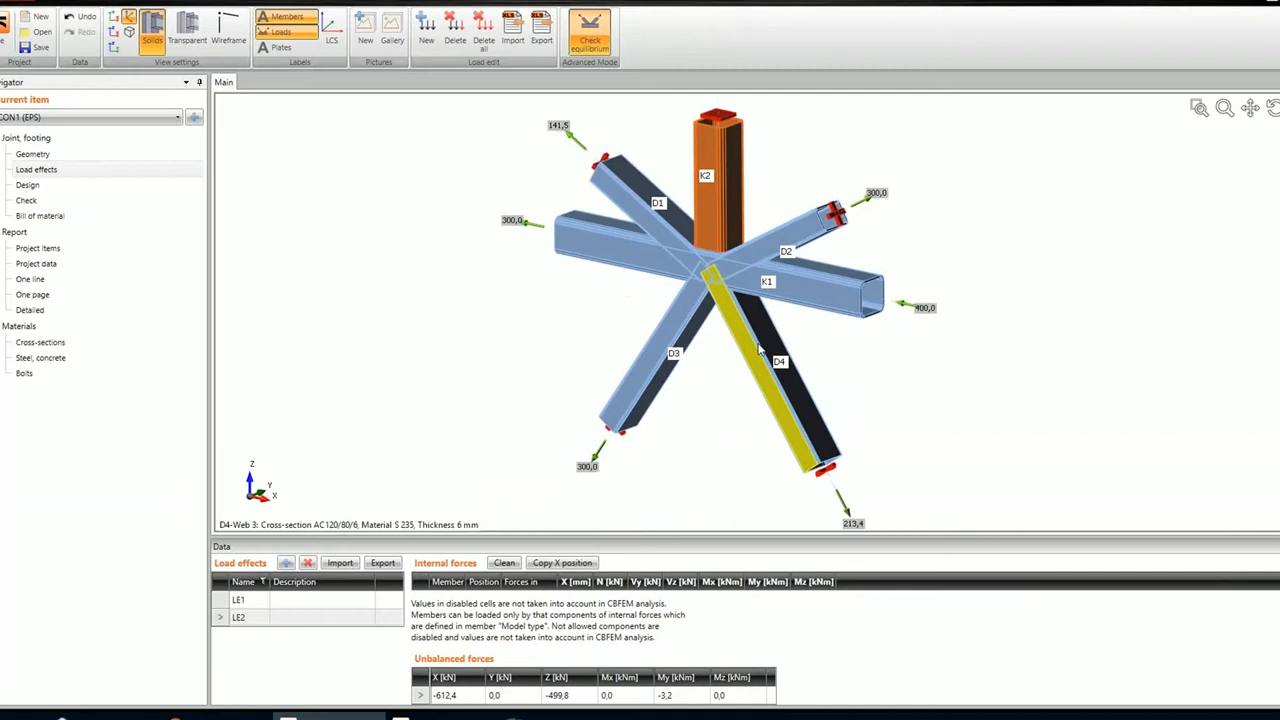 New
Open
Save
Project
Undo
Redo
Data
Solids
Transparent
Wireframe
View settings
Members
Loads
Plates
LCS
Labels
New
Gallery
Pictures
New
Delete
Delete all
Import
Export
Load edit
Check equilibrium
Advanced Mode
vigator
urrent item
CON1 (EPS)
Joint, footing
Geometry
Load effects
Design
Check
Bill of material
Report
Project items
Project data
One line
One page
Detailed
Materials
Cross-sections
Steel, concrete
Bolts
Main
141,5
K2
D1
300,0
300,0
D2
K1
400,0
D3
D4
300,0
213,4
Z
Y
X
D4-Web 3: Cross-section AC120/80/6, Material S 235, Thickness 6 mm
Data
Load effects
Import
Export
Name Description
LE1
LE2
Internal forces
Clean
Copy X position
Member Position Forces in X [mm] N [kN] Vy [kN] Vz [kN] Mx [kNm] My [kNm] Mz [kNm]
Values in disabled cells are not taken into account in CBFEM analysis.
Members can be loaded only by that components of internal forces which
are defined in member "Model type". Not allowed components are
disabled and values are not taken into account in CBFEM analysis.
Unbalanced forces
X [kN] Y [kN] Z [kN] Mx [kNm] My [kNm] Mz [kNm]
-612,4 0,0 -499,8 0,0 -3,2 0,0